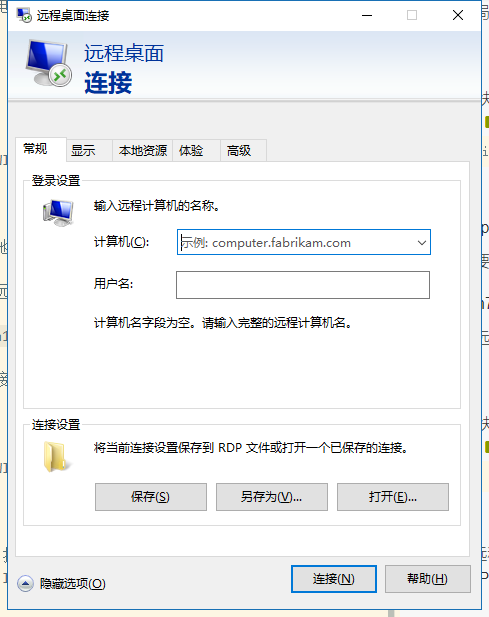 远程桌面连接
远程桌面
连接
常规 显示 本地资源 体验 高级
登录设置
输入远程计算机的名称。
计算机(C): 示例: computer.fabrikam.com
用户名:
计算机名字段为空。请输入完整的远程计算机名。
连接设置
将当前连接设置保存到 RDP 文件或打开一个已保存的连接。
保存(S) 另存为(V)... 打开(E)...
隐藏选项(O) 连接(N) 帮助(H)